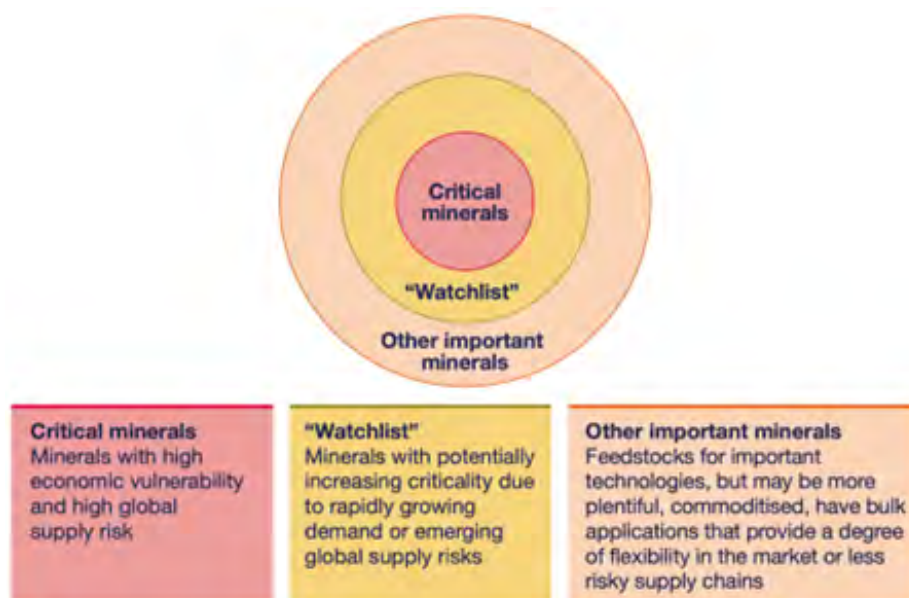 Critical
minerals
“Watchlist”
Other important
minerals
Critical minerals
Minerals with high
economic vulnerability
and high global
supply risk
“Watchlist”
Minerals with potentially
increasing criticality due
to rapidly growing
demand or emerging
global supply risks
Other important minerals
Feedstocks for important
technologies, but may be more
plentiful, commoditised, have bulk
applications that provide a degree
of flexibility in the market or less
risky supply chains